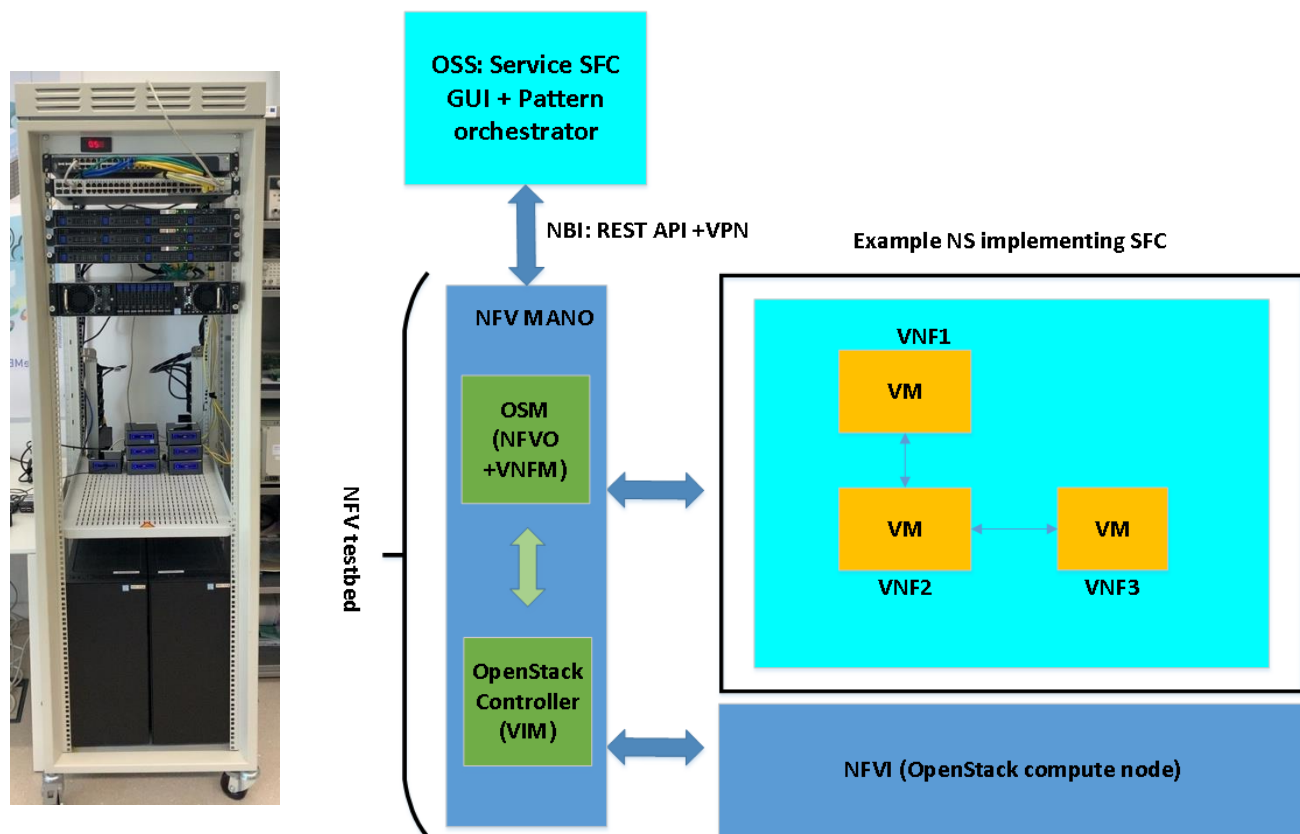 OSS: Service SFC
GUI + Pattern
orchestrator
NBI: REST API +VPN
Example NS implementing SFC
NFV MANO
VNF1
VM
OSM
(NFVO
+VNFM)
VM
VM
VNF2
VNF3
NFV testbed
OpenStack
Controller
(VIM)
NFVI (OpenStack compute node)